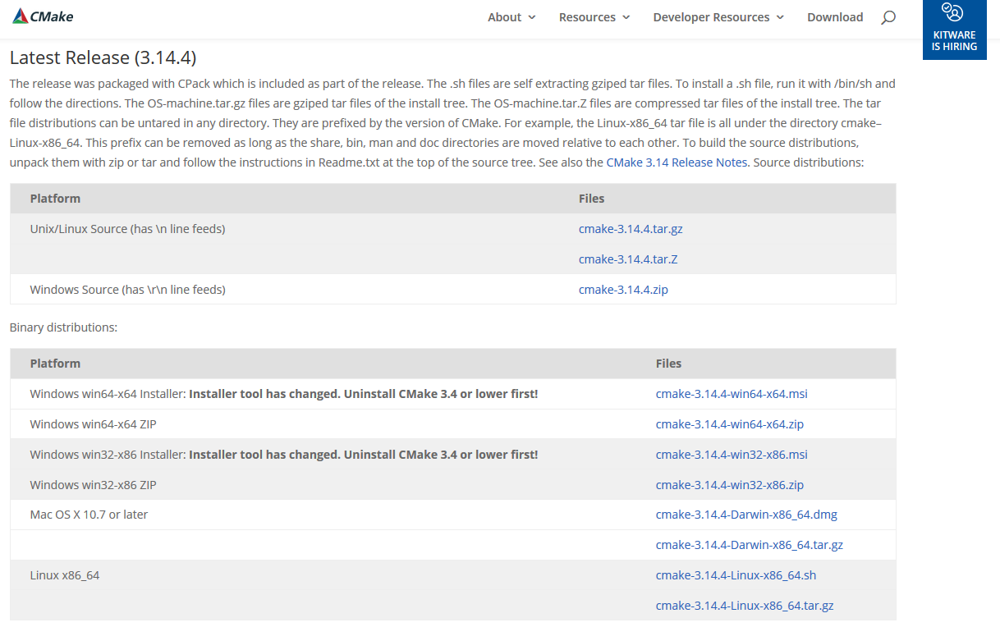 CMake
About
Resources
Developer Resources
Download
KITWARE
IS HIRING
Latest Release (3.14.4)
The release was packaged with CPack which is included as part of the release. The .sh files are self extracting gziped tar files. To install a .sh file, run it with /bin/sh and
follow the directions. The OS-machine.tar.gz files are gziped tar files of the install tree. The OS-machine.tar.Z files are compressed tar files of the install tree. The tar
file distributions can be untared in any directory. They are prefixed by the version of CMake. For example, the Linux-x86_64 tar file is all under the directory cmake–
Linux-x86_64. This prefix can be removed as long as the share, bin, man and doc directories are moved relative to each other. To build the source distributions,
unpack them with zip or tar and follow the instructions in Readme.txt at the top of the source tree. See also the CMake 3.14 Release Notes. Source distributions:
Platform Files
Unix/Linux Source (has \n line feeds) cmake-3.14.4.tar.gz
cmake-3.14.4.tar.Z
Windows Source (has \r\n line feeds) cmake-3.14.4.zip
Binary distributions:
Platform Files
Windows win64-x64 Installer: Installer tool has changed. Uninstall CMake 3.4 or lower first! cmake-3.14.4-win64-x64.msi
Windows win64-x64 ZIP cmake-3.14.4-win64-x64.zip
Windows win32-x86 Installer: Installer tool has changed. Uninstall CMake 3.4 or lower first! cmake-3.14.4-win32-x86.msi
Windows win32-x86 ZIP cmake-3.14.4-win32-x86.zip
Mac OS X 10.7 or later cmake-3.14.4-Darwin-x86_64.dmg
cmake-3.14.4-Darwin-x86_64.tar.gz
Linux x86_64 cmake-3.14.4-Linux-x86_64.sh
cmake-3.14.4-Linux-x86_64.tar.gz